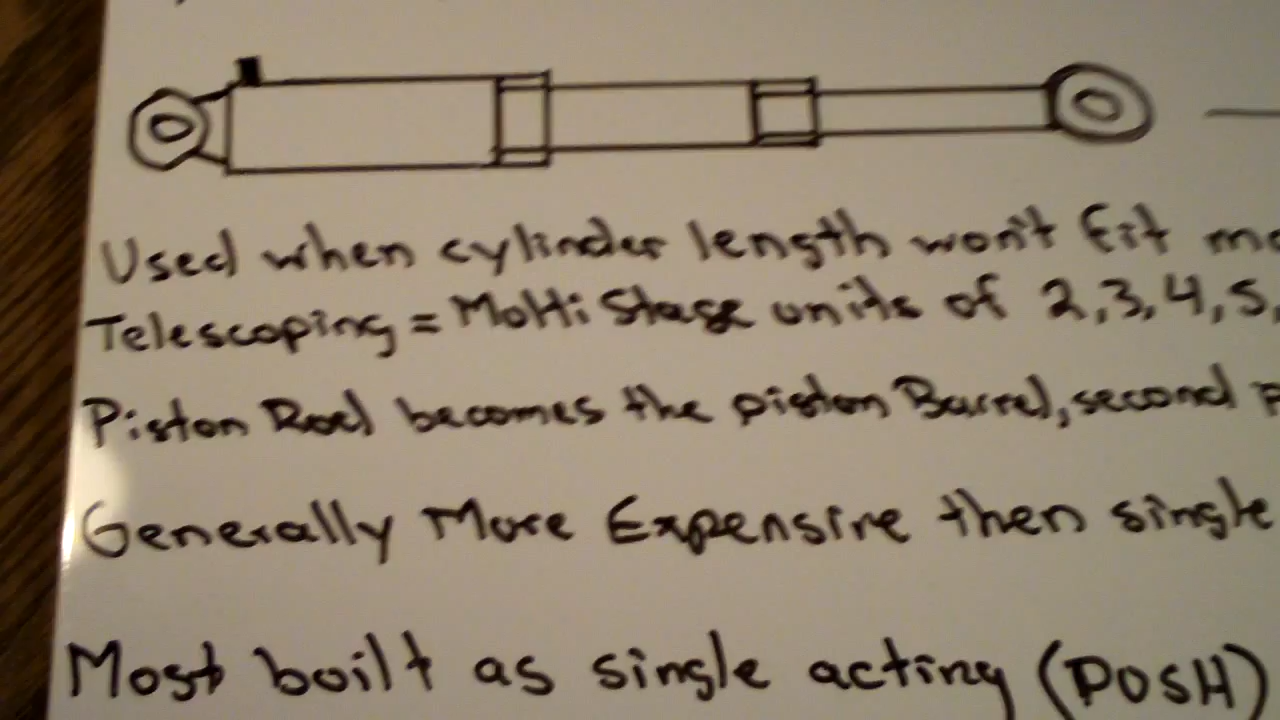 Used when cylinder length won't fit
Telescoping = Multi Stage units of 2,3,4,5,
Piston Rod becomes the piston Barrel, second
Generally More Expensive then single
Most built as single acting (PUSH)